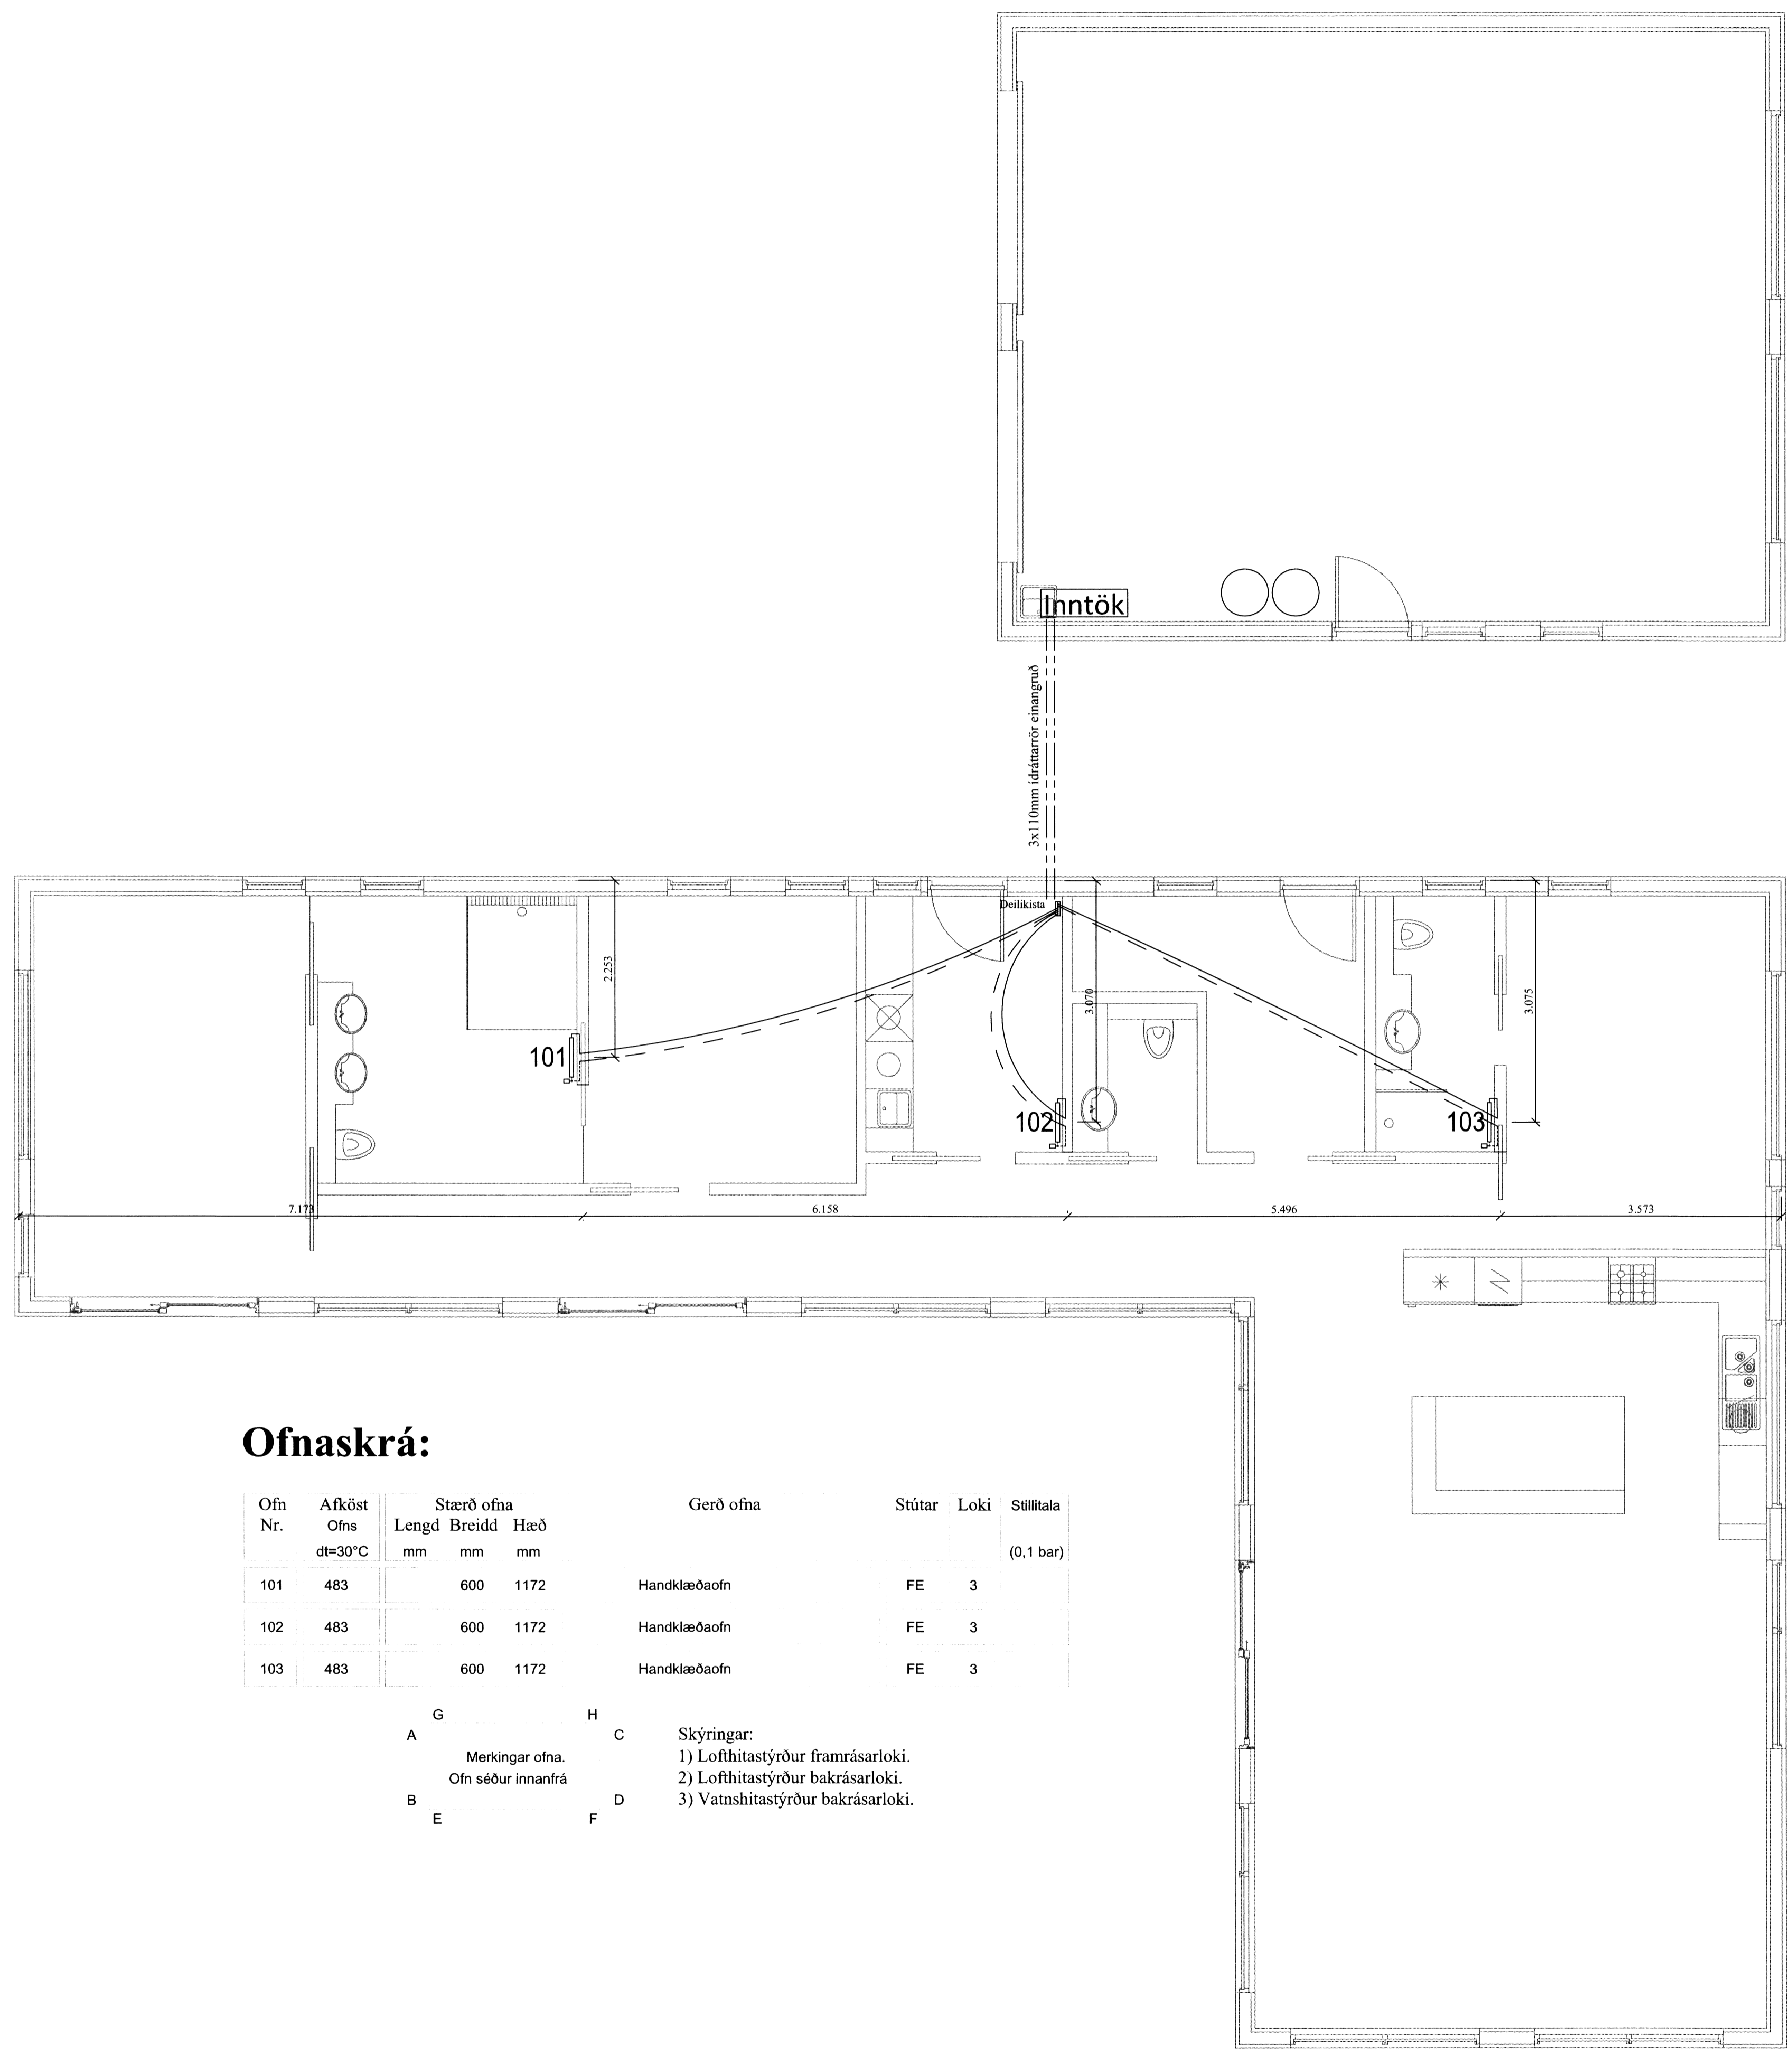 Inntök
3x110mm ídráttarrör einangruð
Deilikista
2.253
3.070
3.075
101
102
103
7.173
6.158
5.496
3.573
Ofnaskrá:
Ofn Afköst Stærð ofna Gerð ofna Stútar Loki Stillitala
Nr. Ofns Lengd Breidd Hæð
dt=30°C mm mm mm (0,1 bar)
101 483 600 1172 Handklæðaofn FE 3
102 483 600 1172 Handklæðaofn FE 3
103 483 600 1172 Handklæðaofn FE 3
G H
A C
Merkingar ofna.
Ofn séður innanfrá
B D
E F
Skýringar:
1) Lofthitastýrður framrásarloki.
2) Lofthitastýrður bakrásarloki.
3) Vatnshitastýrður bakrásarloki.